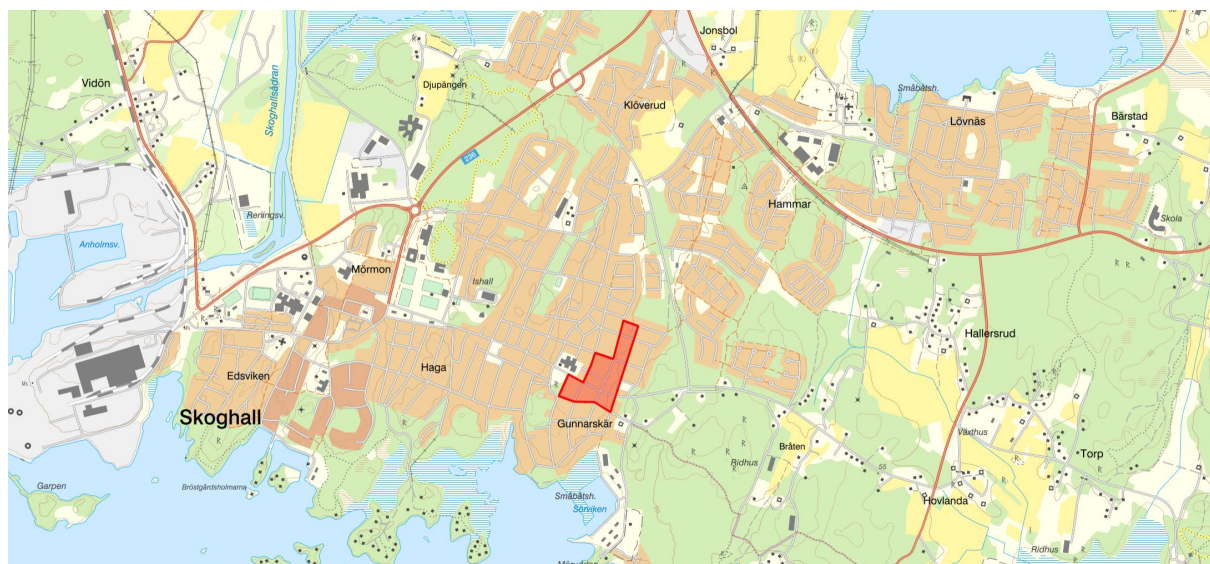 Jonsbol
Vidön
Djupängen
Skoghallsådran
Klöverud
Småbåtsh.
Lövnäs
Bärstad
236
Hammar
Skola
Reningsv.
Anholmsv.
Mörmon
Ishall
Hallersrud
Edsviken
Haga
Skoghall
Gunnarskär
Växthus
Bråten
Ridhus
Torp
55
Hovlanda
Garpen
Bröstgårdsholmarna
Småbåtsh.
Sörviken
Ridhus